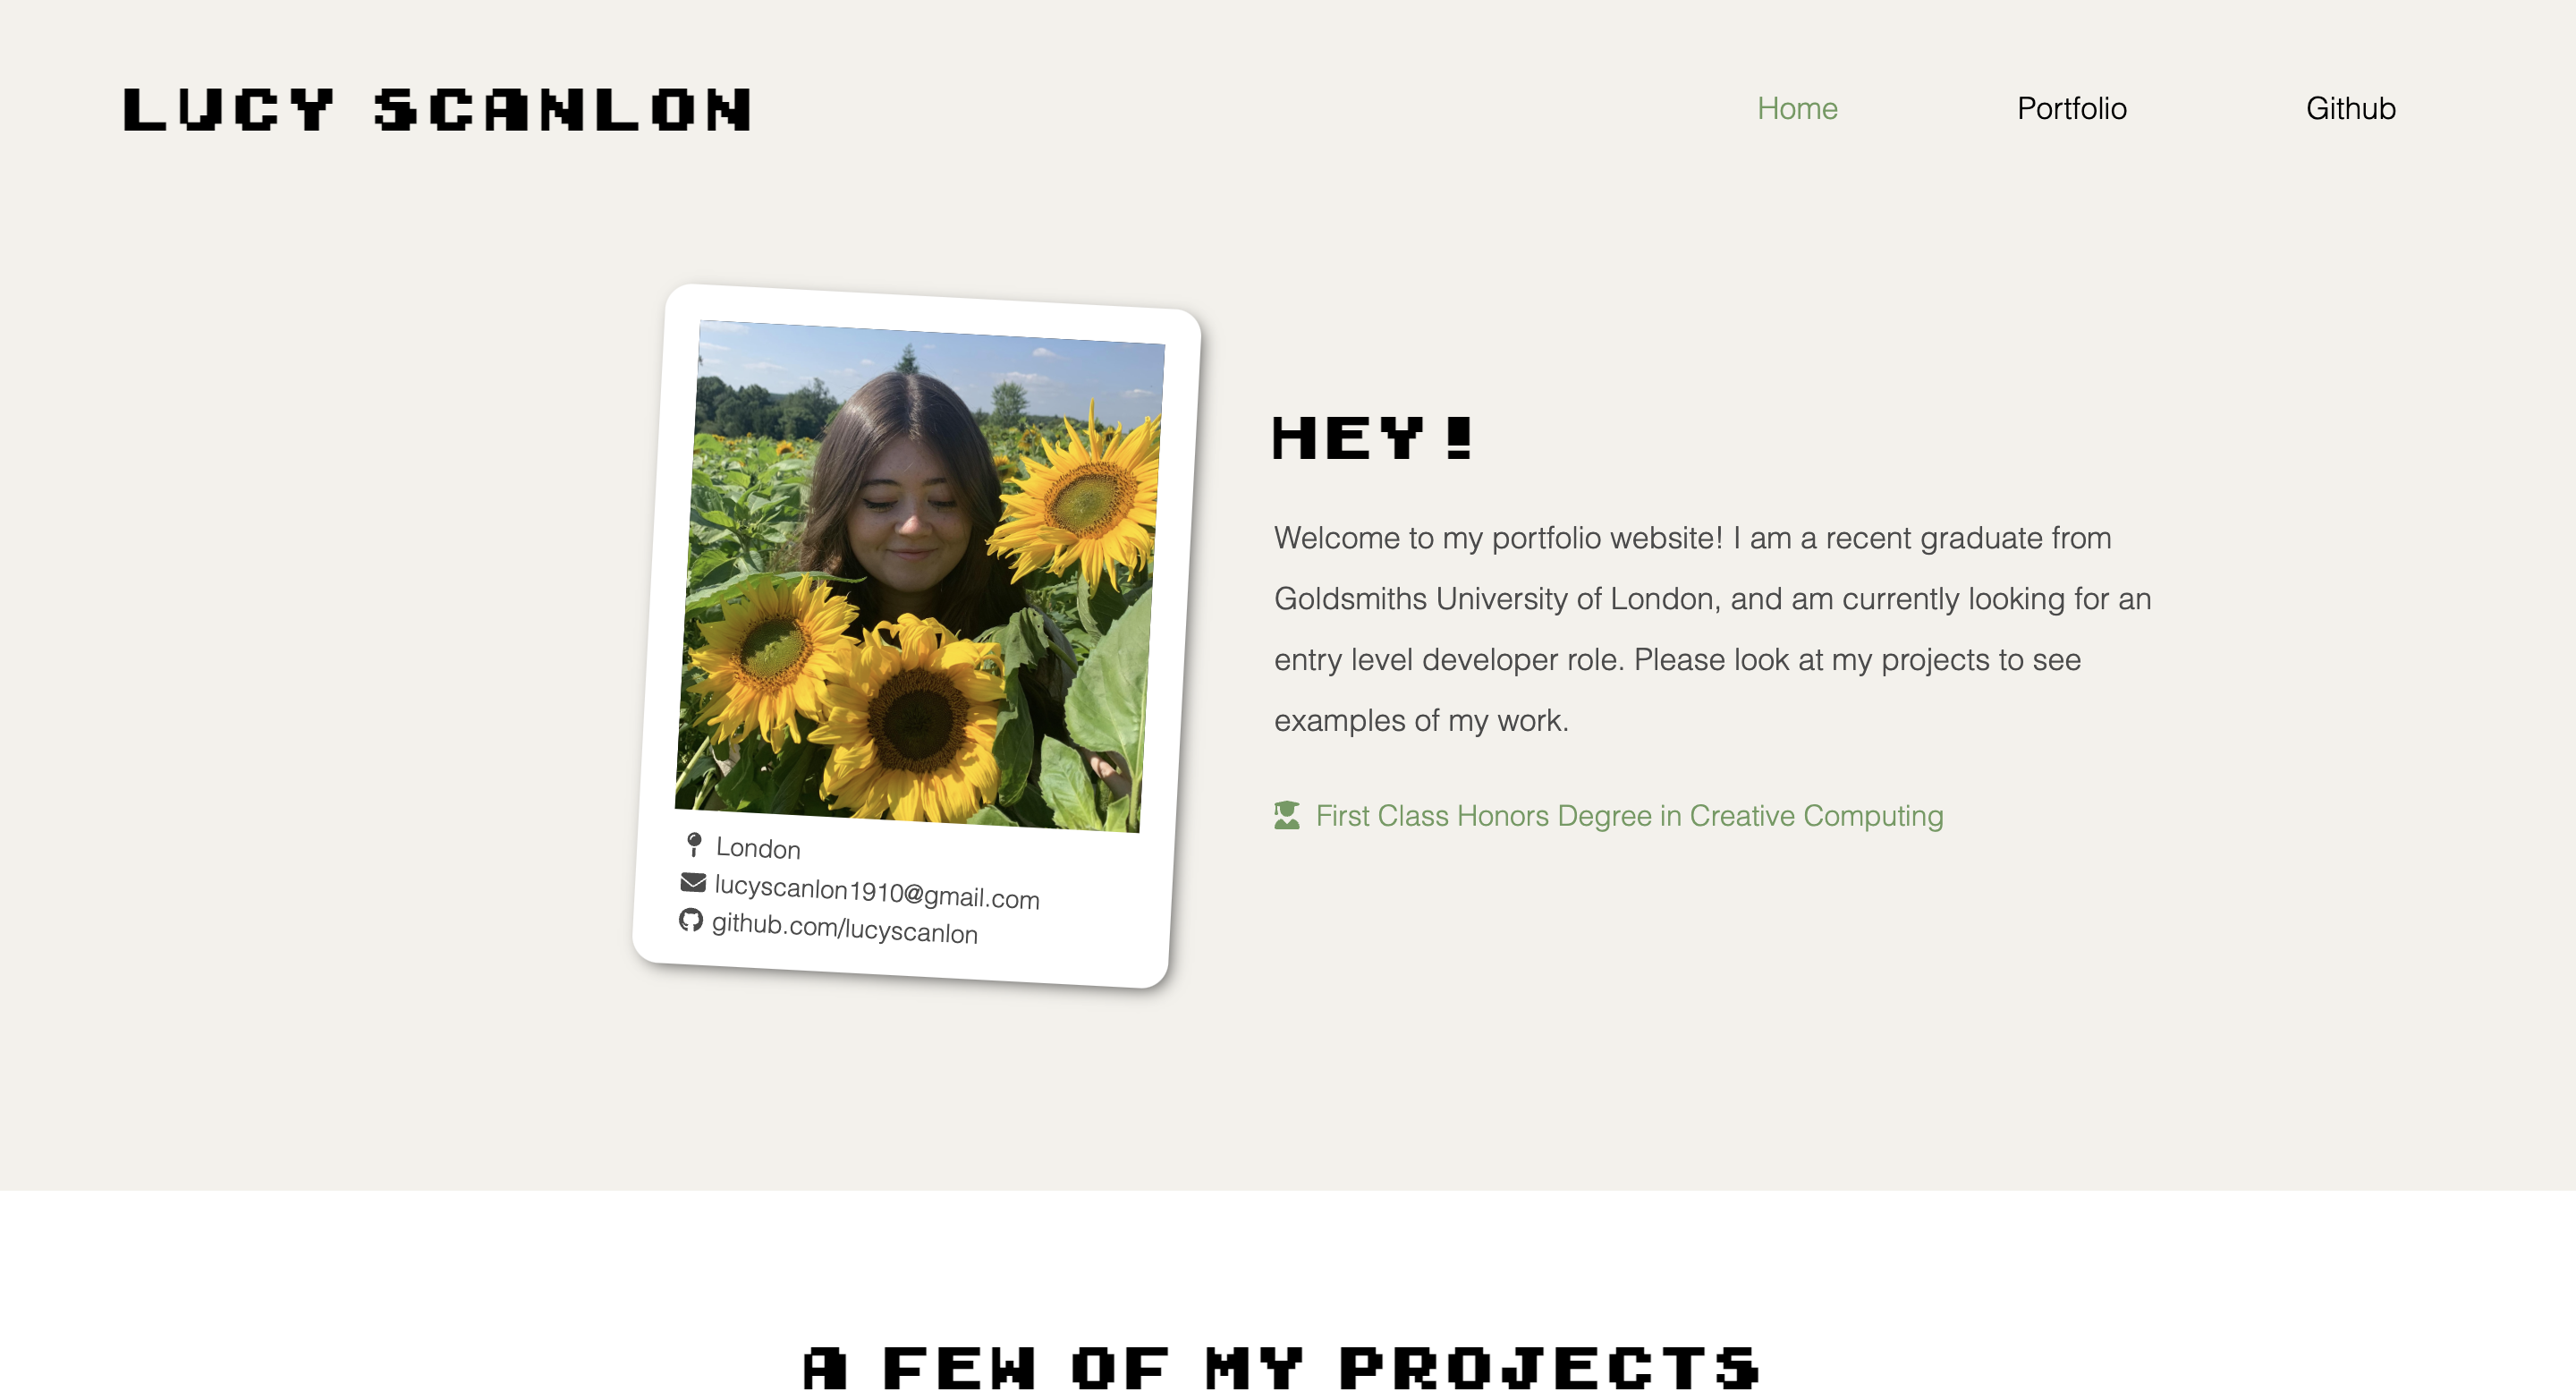 LUCY SCANLON
Home
Portfolio
Github
HEY!
Welcome to my portfolio website! I am a recent graduate from
Goldsmiths University of London, and am currently looking for an
entry level developer role. Please look at my projects to see
examples of my work.
First Class Honors Degree in Creative Computing
London
lucyscanlon1910@gmail.com
github.com/lucyscanlon
A FEW OF MY PROJECTS